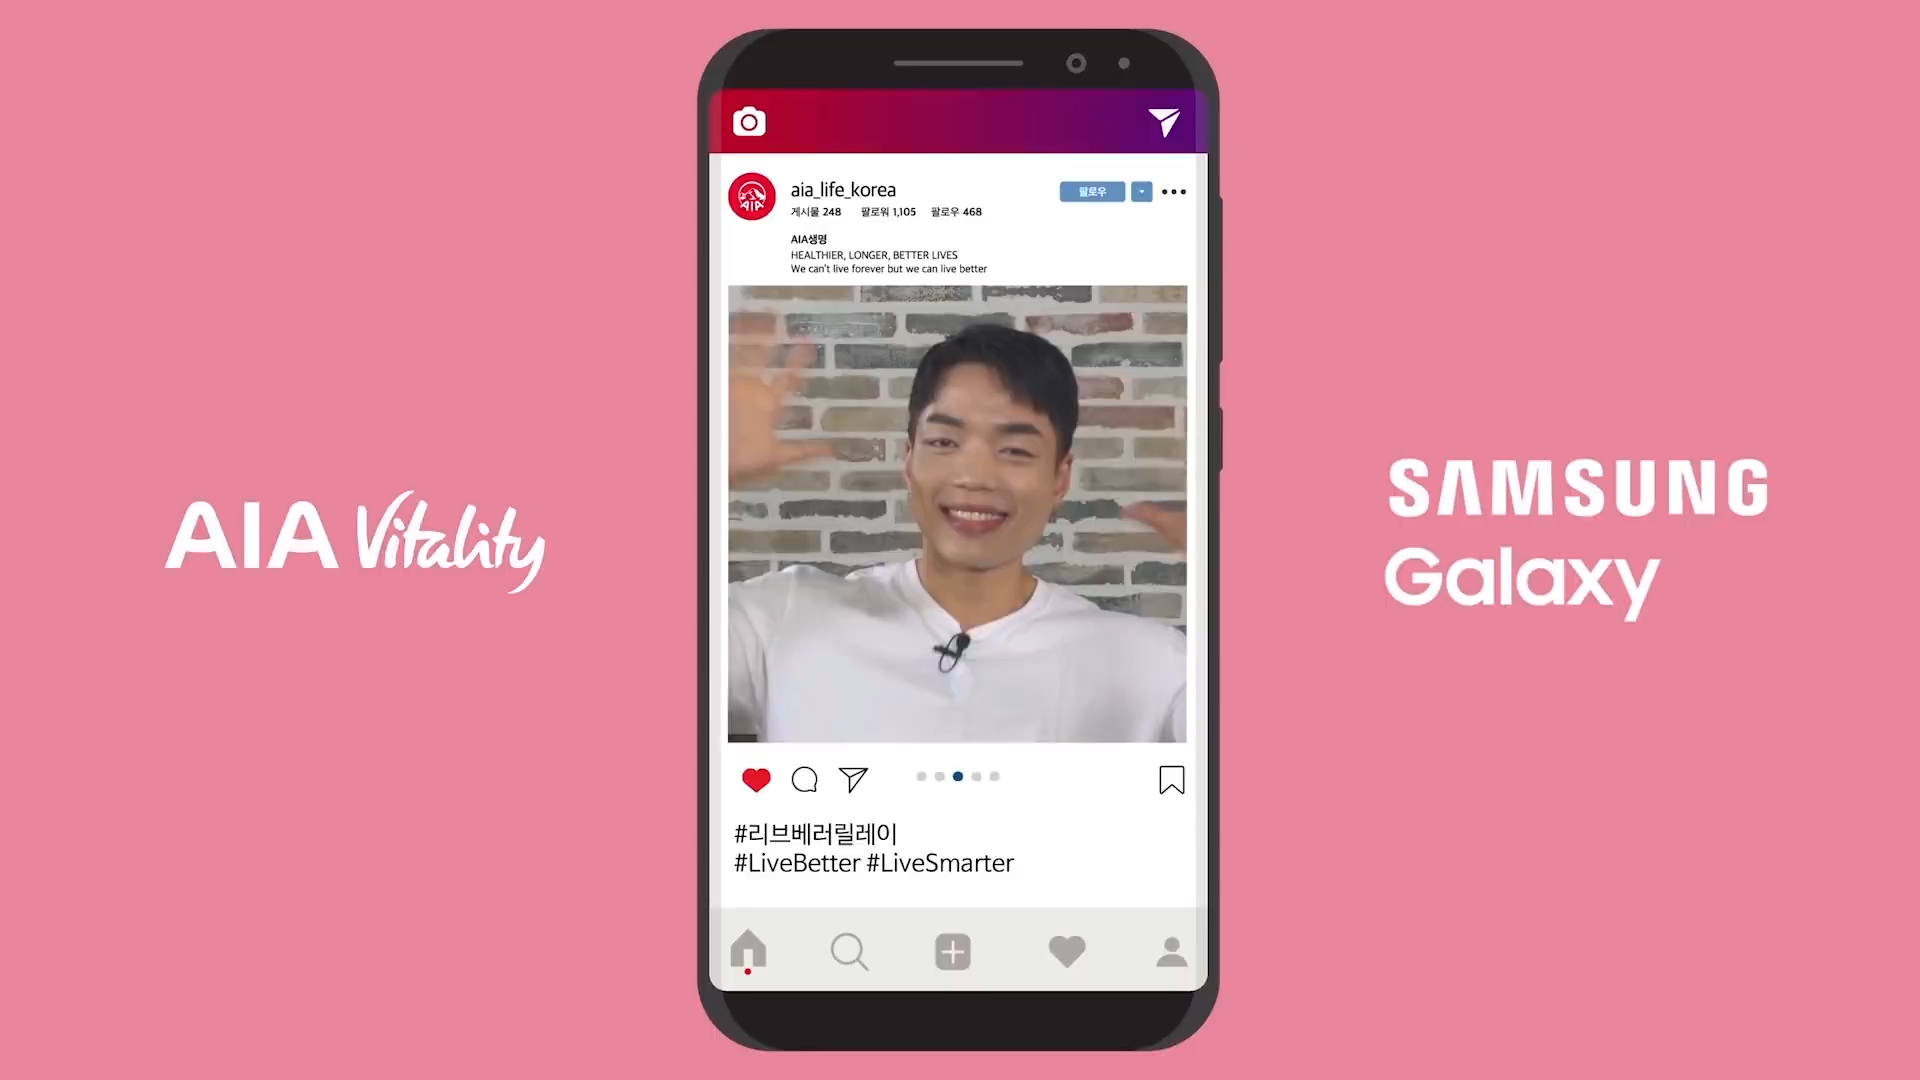 AIA Vitality
aia_life_korea
팔로우
게시물 248 팔로워 1,105 팔로우 468
AIA생명
HEALTHIER, LONGER, BETTER LIVES
We can't live forever but we can live better
AIA
#리브베러릴레이
#LiveBetter #LiveSmarter
SAMSUNG
Galaxy